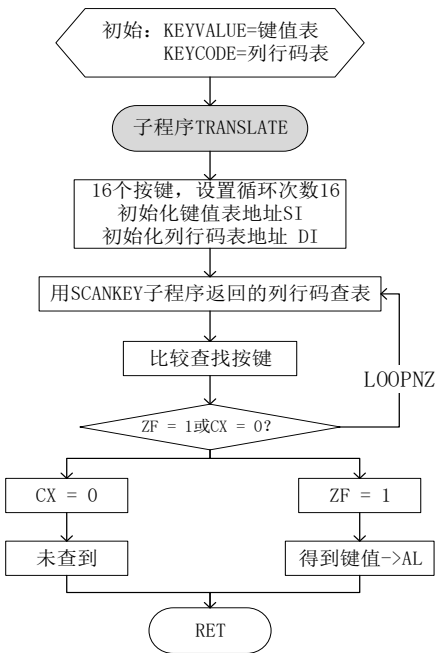 初始：KEYVALUE=键值表
KEYCODE=列行码表
子程序TRANSLATE
16个按键，设置循环次数16
初始化键值表地址SI
初始化列行码表地址 DI
用SCANKEY子程序返回的列行码查表
比较查找按键
LOOPNZ
ZF = 1或CX = 0?
CX = 0
ZF = 1
未查到
得到键值->AL
RET